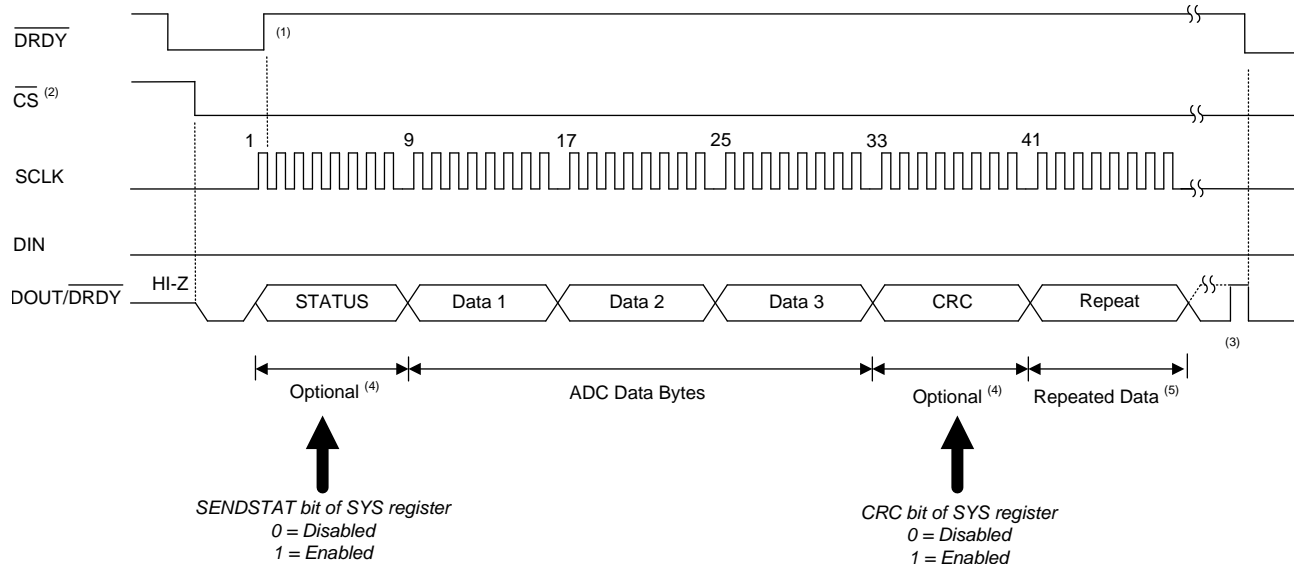 DRDY
(1)
CS (2)
1 9 17 25 33 41
SCLK
DIN
HI-Z
DOUT/DRDY
STATUS Data 1 Data 2 Data 3 CRC Repeat
(3)
Optional (4) ADC Data Bytes Optional (4) Repeated Data (5)
SENDSTAT bit of SYS register
0 = Disabled
1 = Enabled
CRC bit of SYS register
0 = Disabled
1 = Enabled